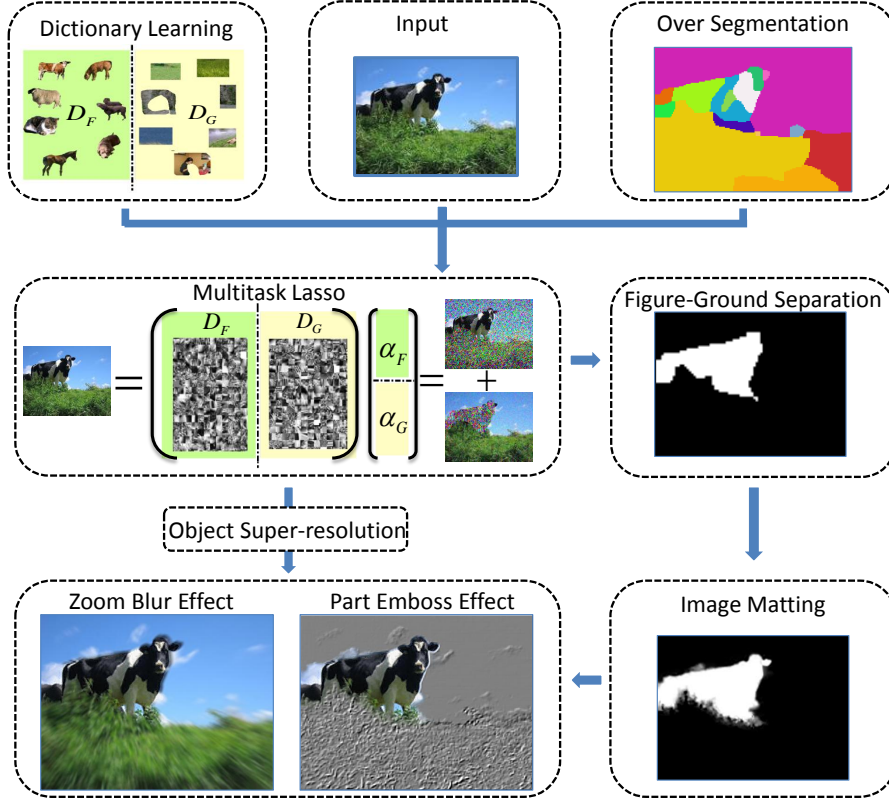 Dictionary Learning
Input
Over Segmentation
D_F
D_G
Multitask Lasso
D_F
D_G
α_F
α_G
=
=
+
Figure-Ground Separation
Object Super-resolution
Zoom Blur Effect
Part Emboss Effect
Image Matting